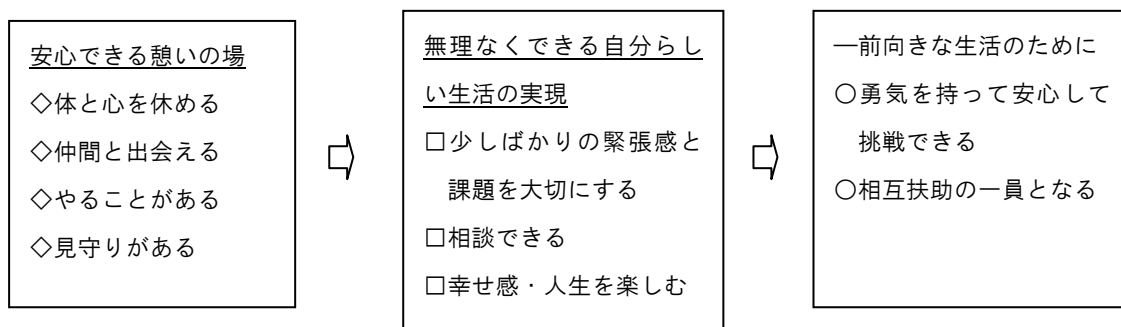 安心できる憩いの場
◇体と心を休める
◇仲間と出会える
◇やることがある
◇見守りがある
無理なくできる自分らし
い生活の実現
□少しばかりの緊張感と
課題を大切にする
□相談できる
□幸せ感・人生を楽しむ
―前向きな生活のために
○勇気を持って安心して
挑戦できる
○相互扶助の一員となる